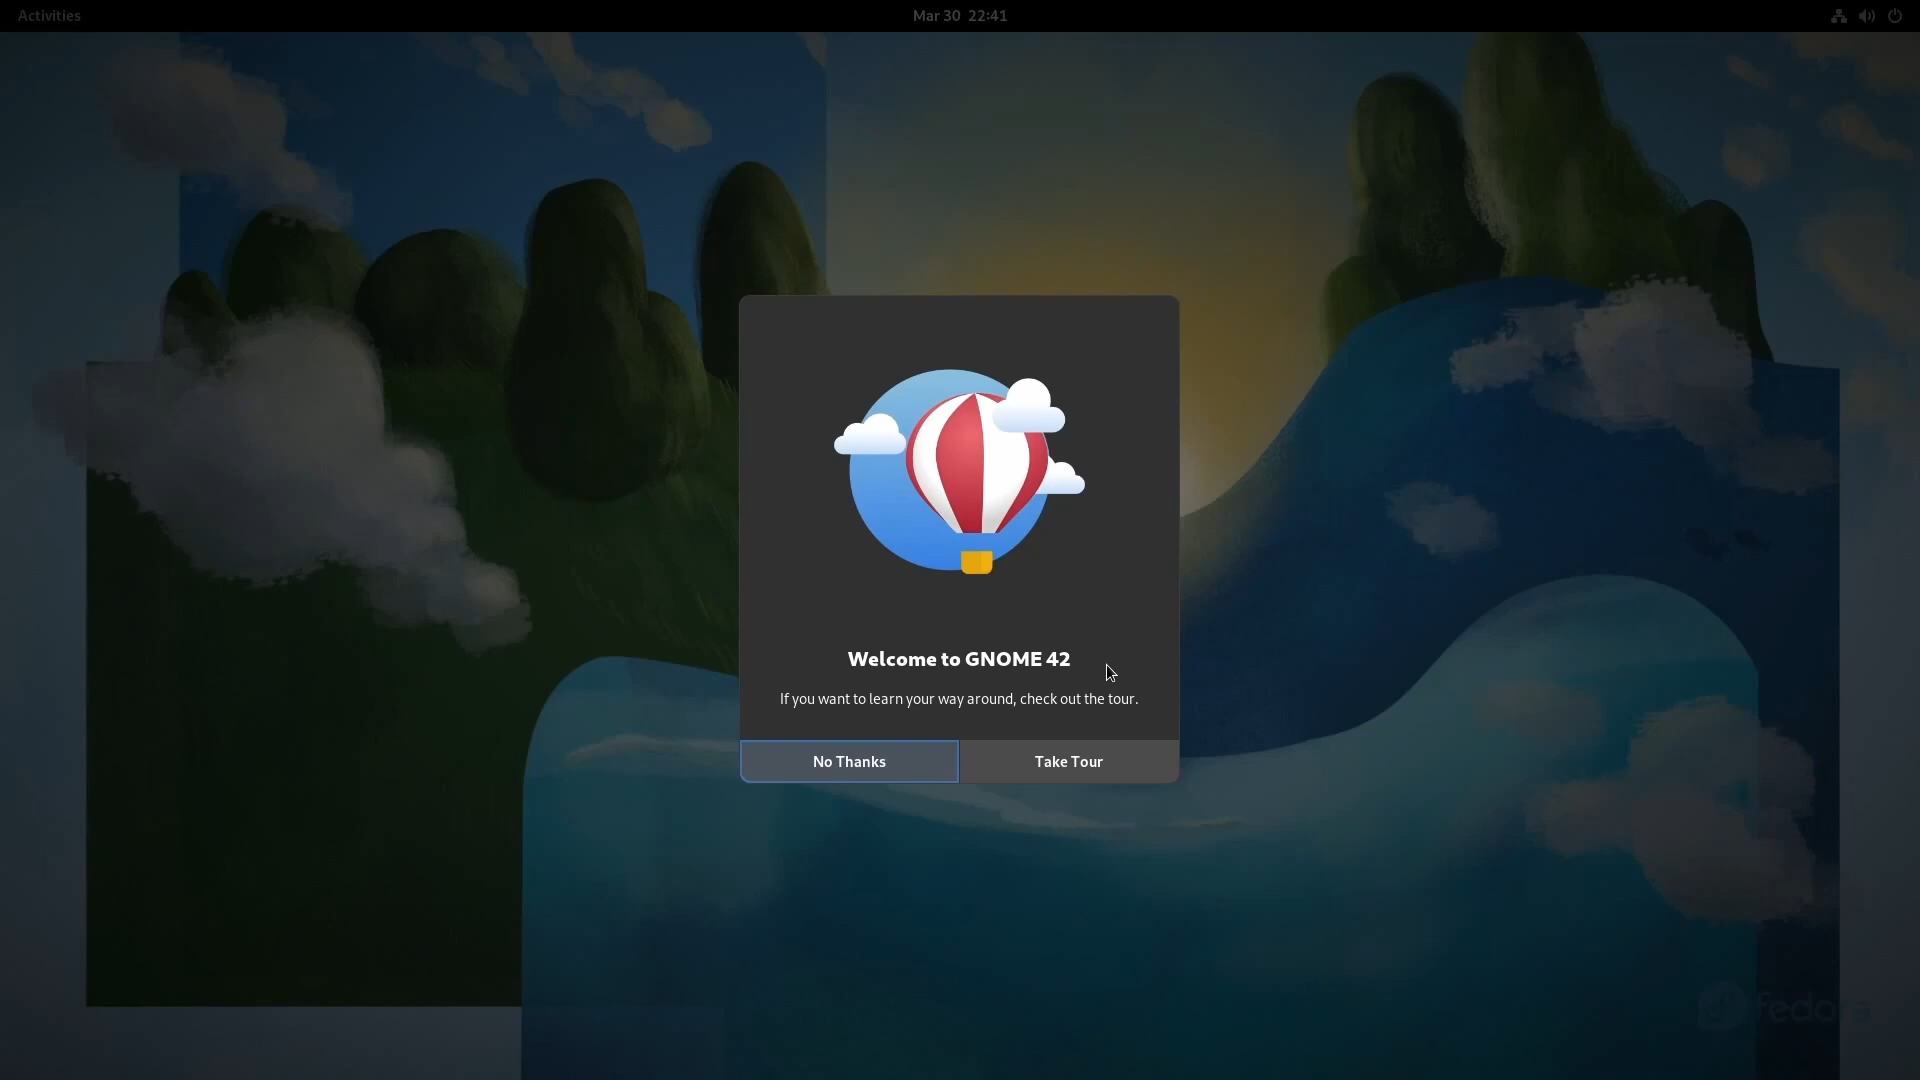 Activities
Mar 30 22:41
Welcome to GNOME 42
If you want to learn your way around, check out the tour.
No Thanks
Take Tour
fedora